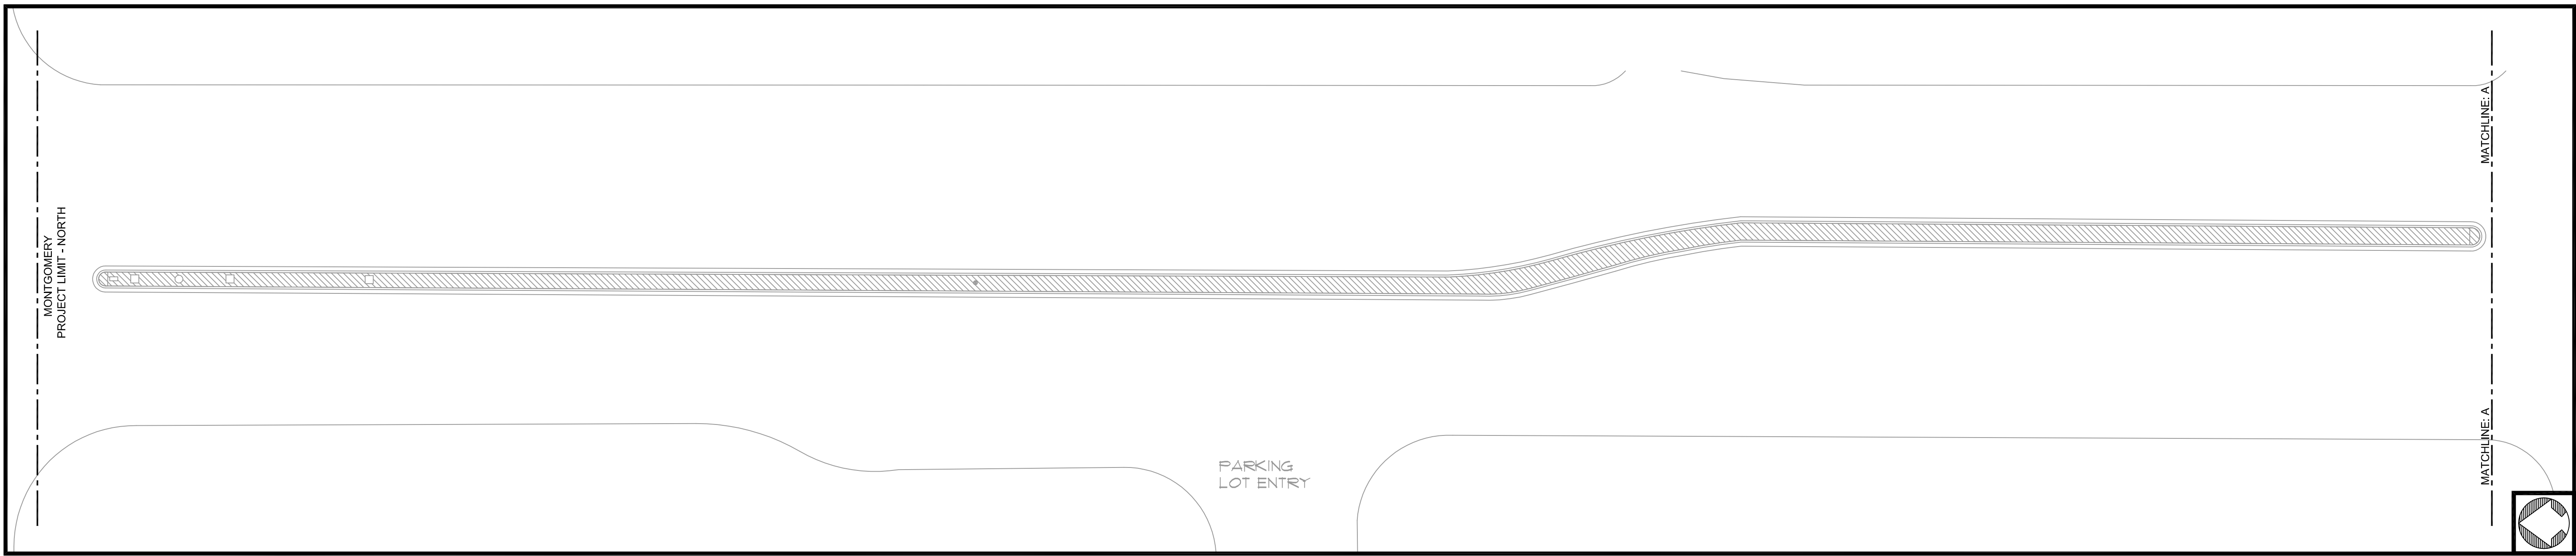 MONTGOMERY
PROJECT LIMIT - NORTH
MATCHLINE: A
MATCHLINE: A
PARKING
LOT ENTRY